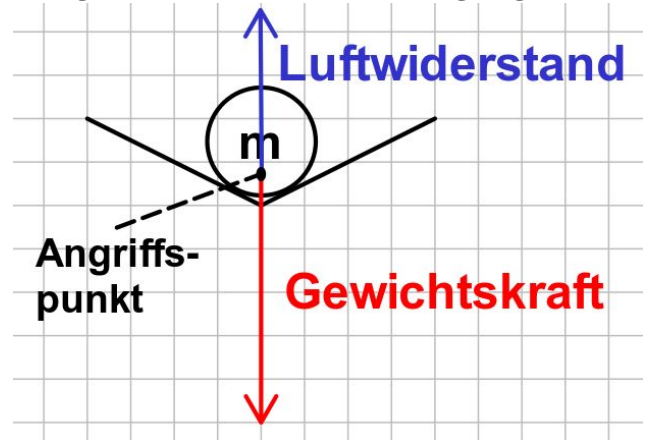 Luftwiderstand
m
Angriffs-
punkt
Gewichtskraft